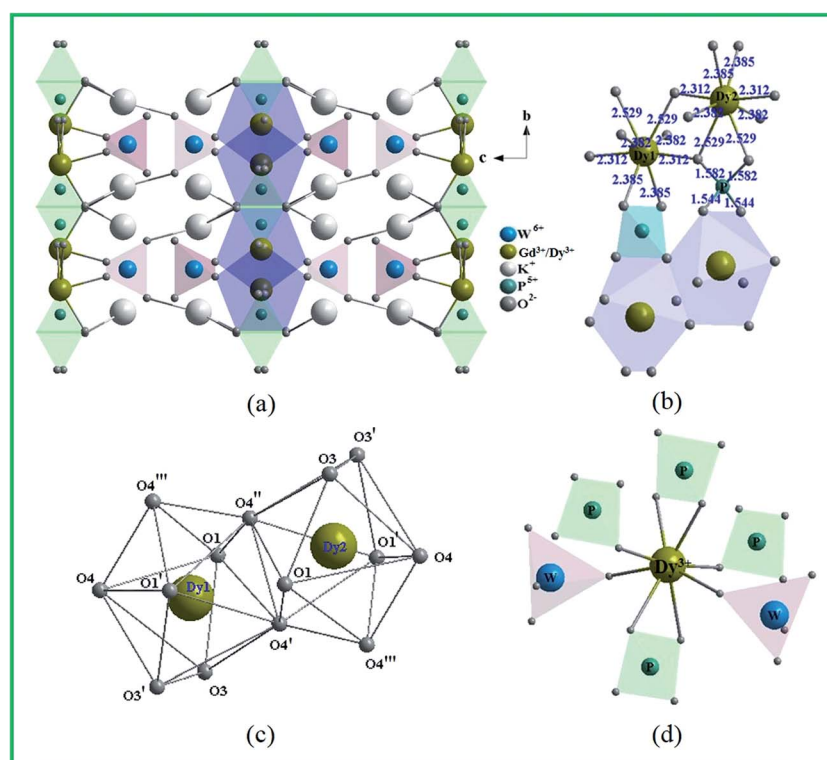 b
c
W6+
Gd3+/Dy3+
K+
P5+
O2-
(a)
2.385
2.385
2.312
2.312
Dy2
2.529
2.529
2.382
2.382
2.382
2.382
2.529
2.529
Dy1
2.312
2.312
1.582
1.582
P
2.385
2.385
1.544
1.544
(b)
O3'
O3
O4'''
O4''
O1
Dy2
O1'
O4
O4
O1'
Dy1
O1
O4'
O4'''
O3'
O3
(c)
P
P
P
Dy3+
W
W
P
(d)